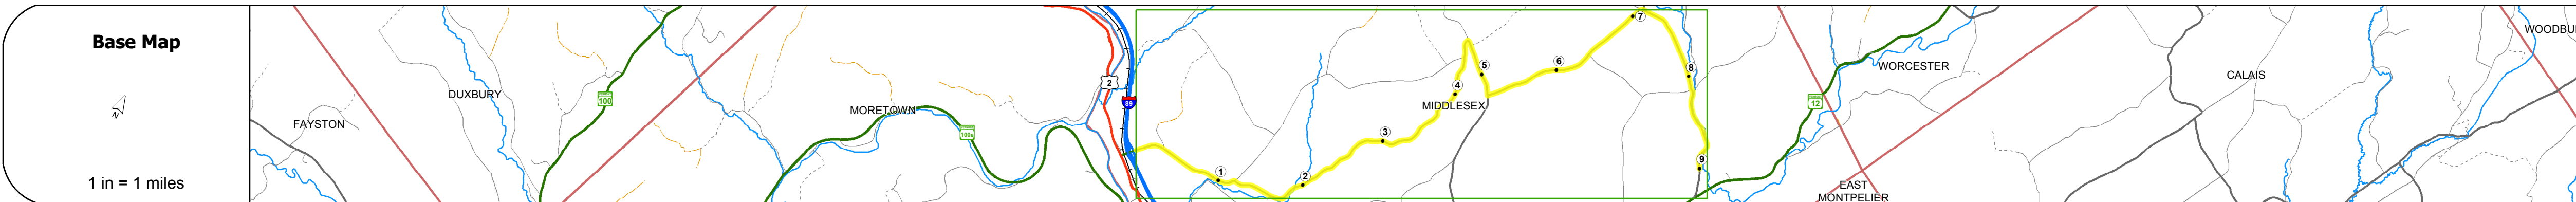 Base Map
N
1 in = 1 miles
FAYSTON
DUXBURY
100
MORETOWN
100B
2
89
1
2
3
4
MIDDLESEX
5
6
7
8
9
12
WORCESTER
EAST
MONTPELIER
CALAIS
WOODBU